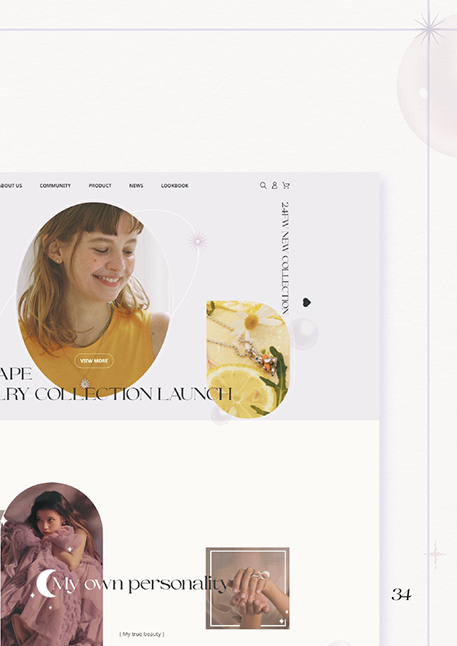 ABOUT US COMMUNITY PRODUCT NEWS LOOKBOOK
24FW NEW COLLECTION
VIEW MORE
APE
LRY COLLECTION LAUNCH
My own personality
[ My true beauty ]
34